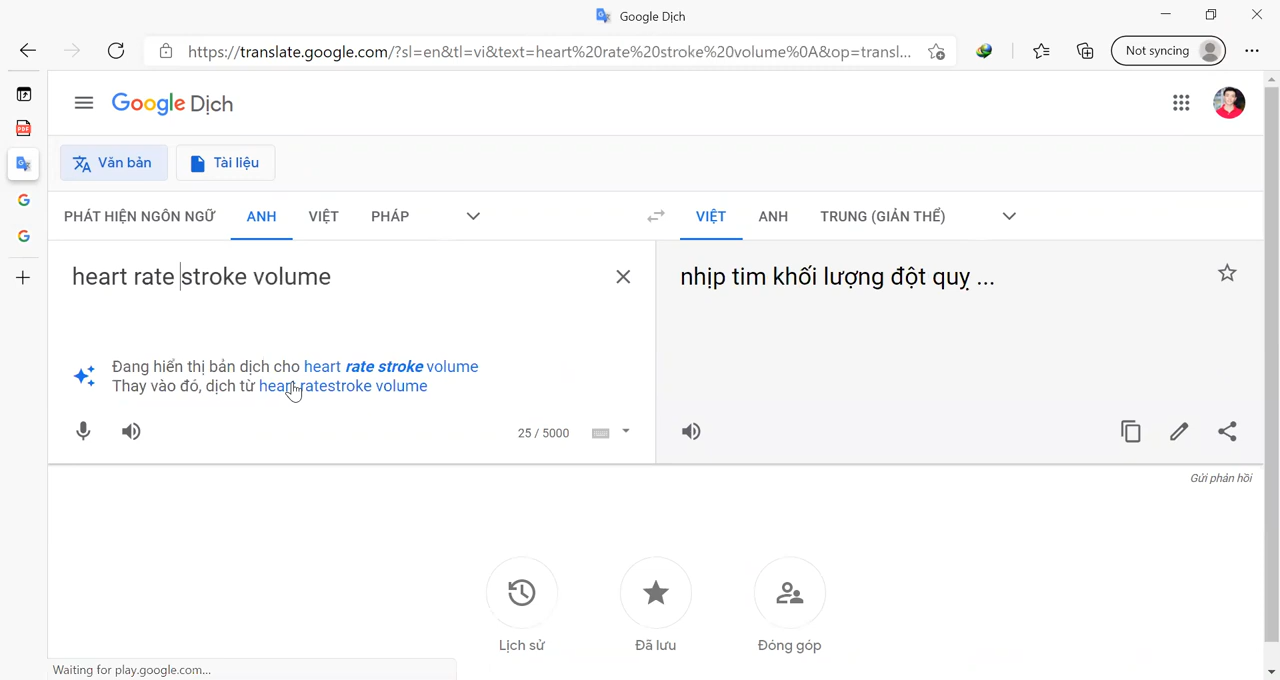 Google Dịch
https://translate.google.com/?sl=en&tl=vi&text=heart%20rate%20stroke%20volume%0A&op=transl...
Not syncing
PDF
Google Dịch
Văn bản
Tài liệu
PHÁT HIỆN NGÔN NGỮ ANH VIỆT PHÁP
VIỆT ANH TRUNG (GIẢN THỂ)
heart rate stroke volume
nhịp tim khối lượng đột quỵ ...
Đang hiển thị bản dịch cho heart rate stroke volume
Thay vào đó, dịch từ heart ratestroke volume
25 / 5000
Gửi phản hồi
Lịch sử
Đã lưu
Đóng góp
Waiting for play.google.com...